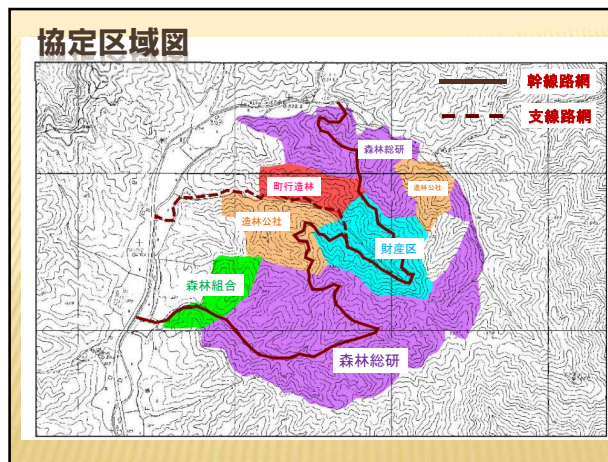 協定区域図
幹線路網
支線路網
森林総研
造林公社
町行造林
造林公社
財産区
森林組合
森林総研